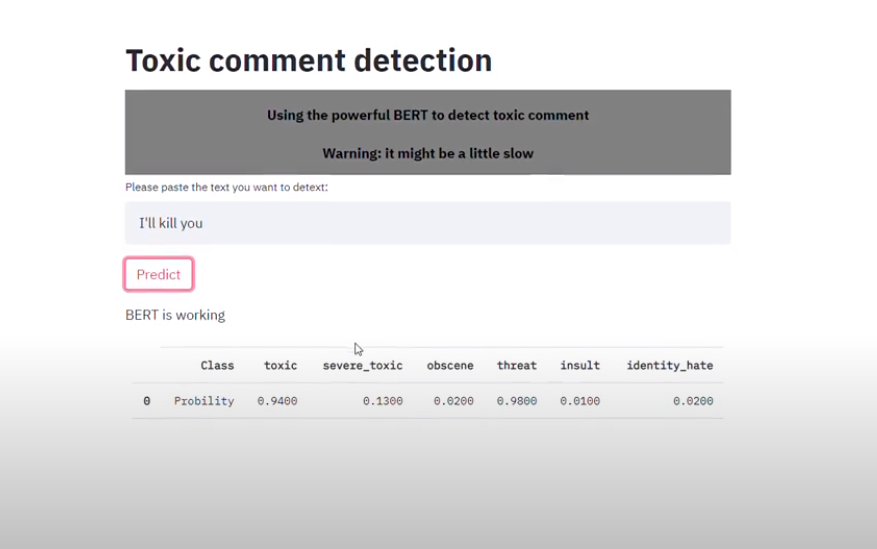 Toxic comment detection
Using the powerful BERT to detect toxic comment
Warning: it might be a little slow
Please paste the text you want to detext:
I'll kill you
Predict
BERT is working
Class toxic severe_toxic obscene threat insult identity_hate
0 Probility 0.9400 0.1300 0.0200 0.9800 0.0100 0.0200